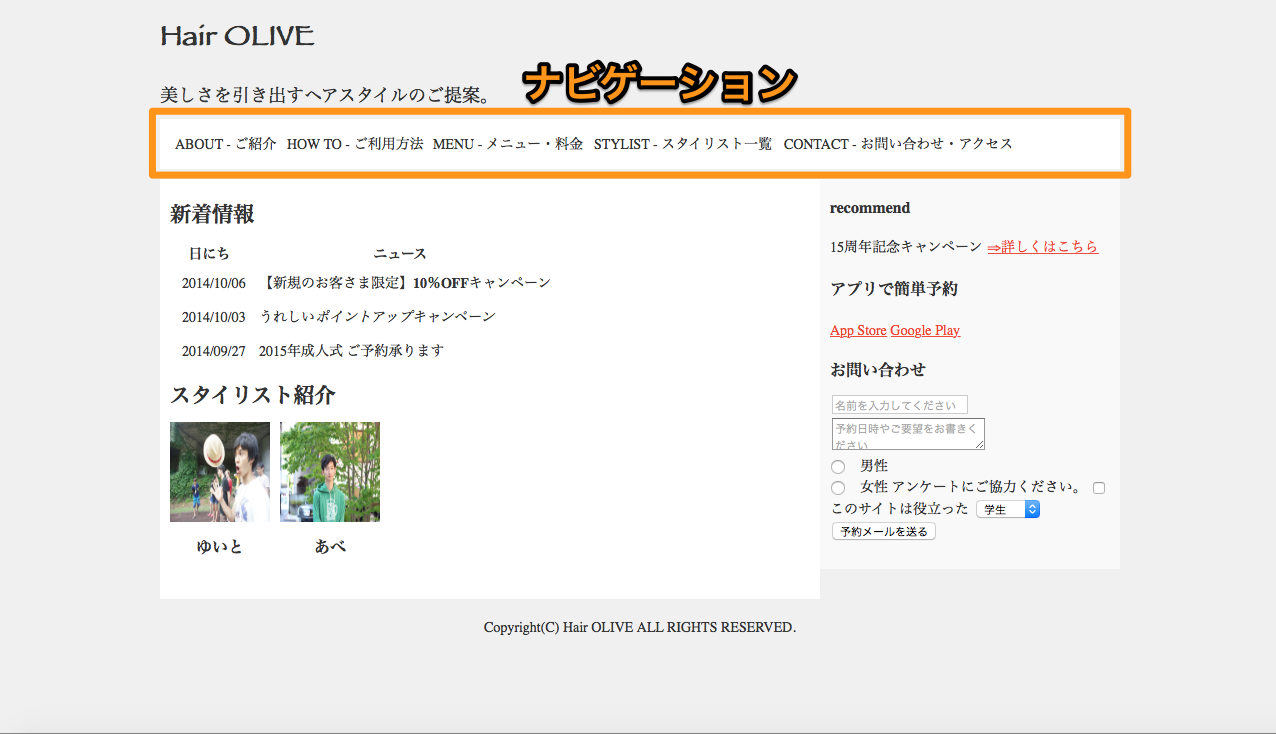 Hair OLIVE
美しさを引き出すヘアスタイルのご提案。
ナビゲーション
ABOUT - ご紹介 HOW TO - ご利用方法 MENU - メニュー・料金 STYLIST - スタイリスト一覧 CONTACT - お問い合わせ・アクセス
新着情報
日にち ニュース
2014/10/06 【新規のお客さま限定】10%OFFキャンペーン
2014/10/03 うれしいポイントアップキャンペーン
2014/09/27 2015年成人式 ご予約承ります
スタイリスト紹介
ゆいと あべ
recommend
15周年記念キャンペーン ⇒詳しくはこちら
アプリで簡単予約
App Store Google Play
お問い合わせ
名前を入力してください
予約日時やご要望をお書きく
ださい
男性
女性 アンケートにご協力ください。
このサイトは役立った 学生
予約メールを送る
Copyright(C) Hair OLIVE ALL RIGHTS RESERVED.